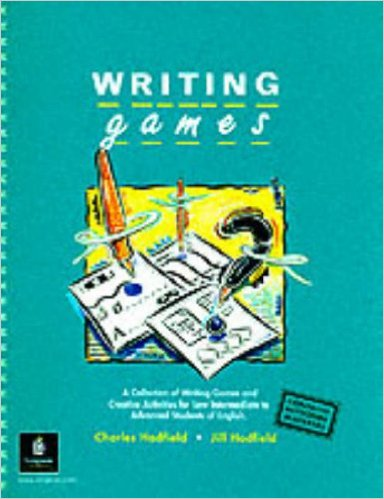 WRITING
games
A Collection of Writing Games and
Creative Activities for Low Intermediate to
Advanced Students of English
Charles Hadfield • Jill Hadfield